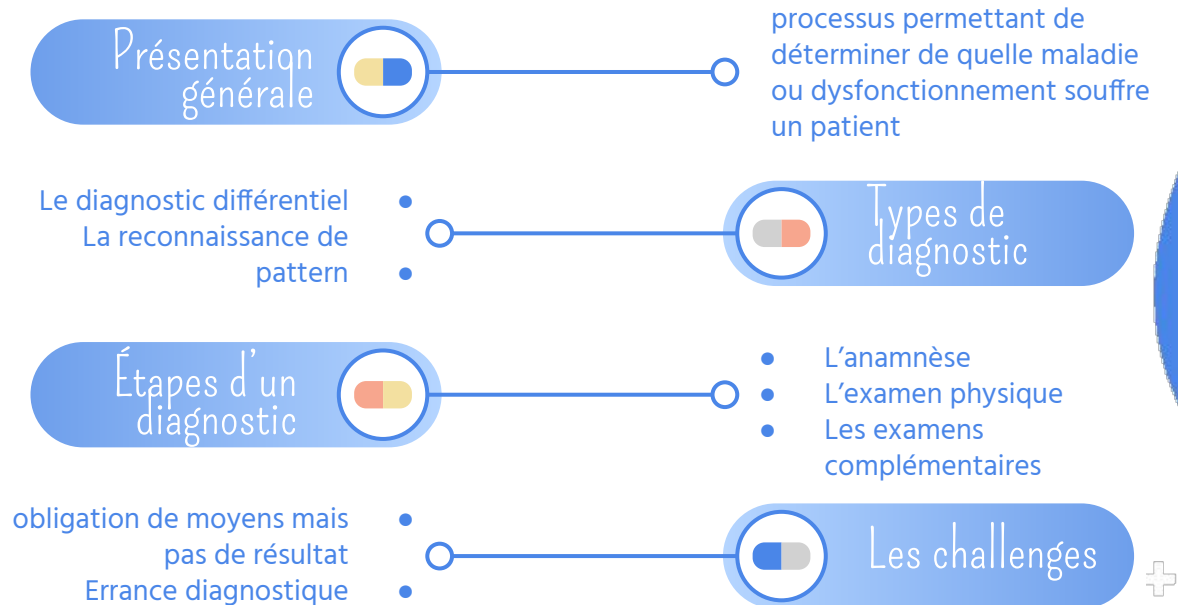 Présentation
générale
processus permettant de
déterminer de quelle maladie
ou dysfonctionnement souffre
un patient
Types de
diagnostic
Le diagnostic différentiel
La reconnaissance de
pattern
Étapes d'un
diagnostic
L'anamnèse
L'examen physique
Les examens
complémentaires
Les challenges
obligation de moyens mais
pas de résultat
Errance diagnostique